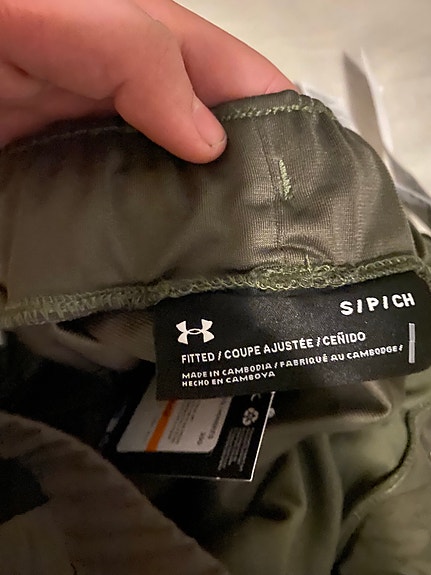 S/P/CH
FITTED / COUPE AJUSTÉE / CEÑIDO
MADE IN CAMBODIA / FABRIQUÉ AU CAMBODGE /
HECHO EN CAMBOYA